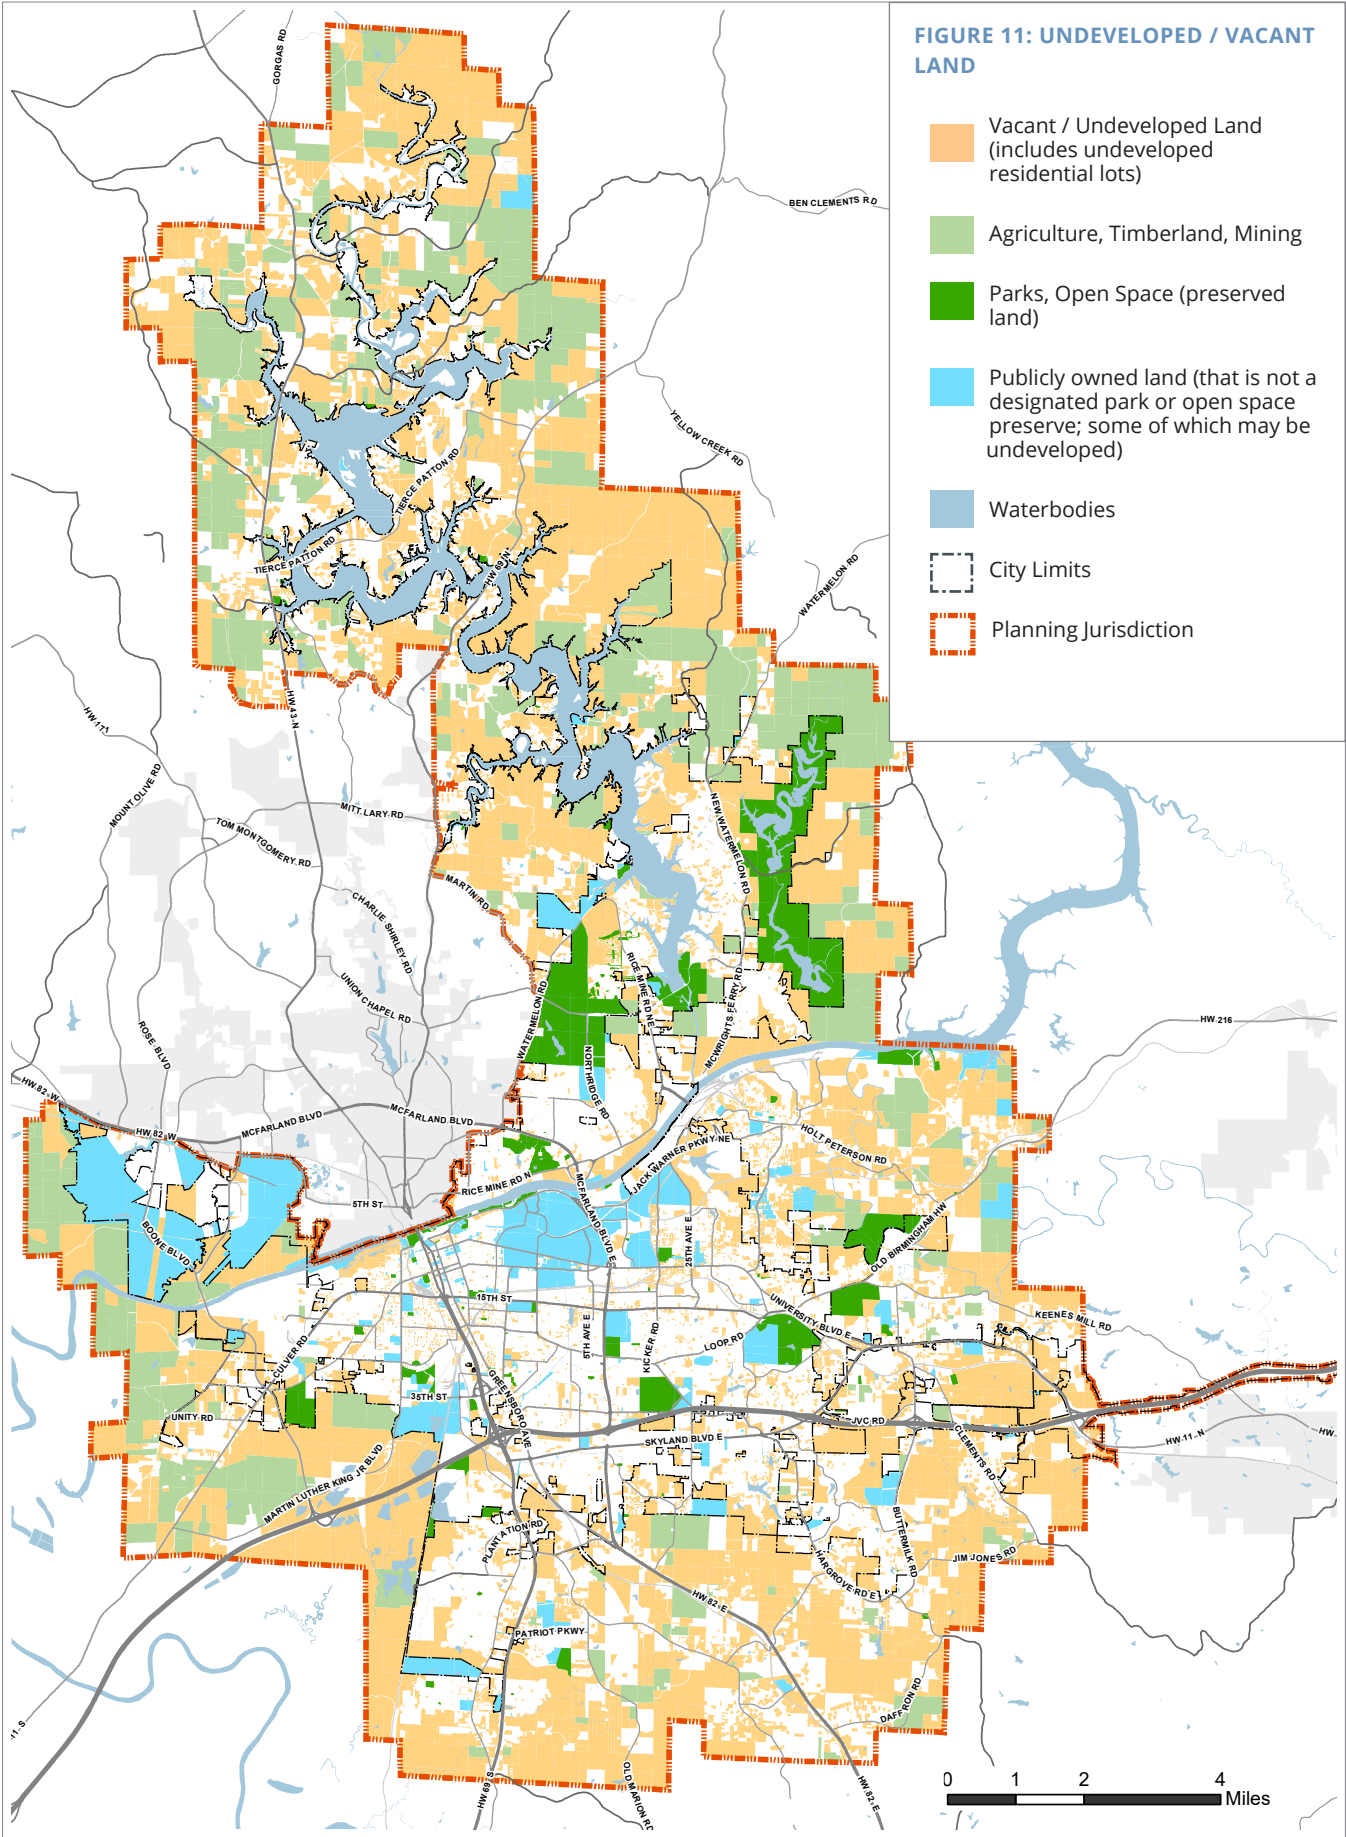 FIGURE 11: UNDEVELOPED / VACANT
LAND
Vacant / Undeveloped Land
(includes undeveloped
residential lots)
Agriculture, Timberland, Mining
Parks, Open Space (preserved
land)
Publicly owned land (that is not a
designated park or open space
preserve; some of which may be
undeveloped)
Waterbodies
City Limits
Planning Jurisdiction
GORGAS RD
BEN CLEMENTS RD
YELLOW CREEK RD
TIERCE PATTON RD
TIERCE PATTON RD
HW 69 N
WATERMELON RD
HW 43 N
HW 171
MOUNT OLIVE RD
MITT LARY RD
TOM MONTGOMERY RD
NEW WATERMELON RD
MARTIN RD
CHARLIE SHIRLEY RD
UNION CHAPEL RD
RICE MINE RD NE
WATERMELON RD
MCWRIGHTS FERRY RD
HW 216
ROSE BLVD
NORTHRIDGE RD
HW 82 W
HW 82 W
MCFARLAND BLVD
MCFARLAND BLVD
JACK WARNER PKWY NE
HOLT PETERSON RD
RICE MINE RD N
MCFARLAND BLVD E
5TH ST
BOONE BLVD
25TH AVE E
OLD BIRMINGHAM HW
15TH ST
UNIVERSITY BLVD E
KEENES MILL RD
CULVER RD
5TH AVE E
KICKER RD
LOOP RD
35TH ST
GREENSBORO AVE
UNITY RD
JVC RD
SKYLAND BLVD E
CLEMENTS RD
HW 11 N
HW
MARTIN LUTHER KING JR BLVD
PLANTATION RD
BUTTERMILK RD
HARGROVE RD E
JIM JONES RD
HW 82 E
PATRIOT PKWY
DAFFRON RD
11 S
HW 69 S
OLD MARION RD
HW 82 E
0 1 2 4
Miles